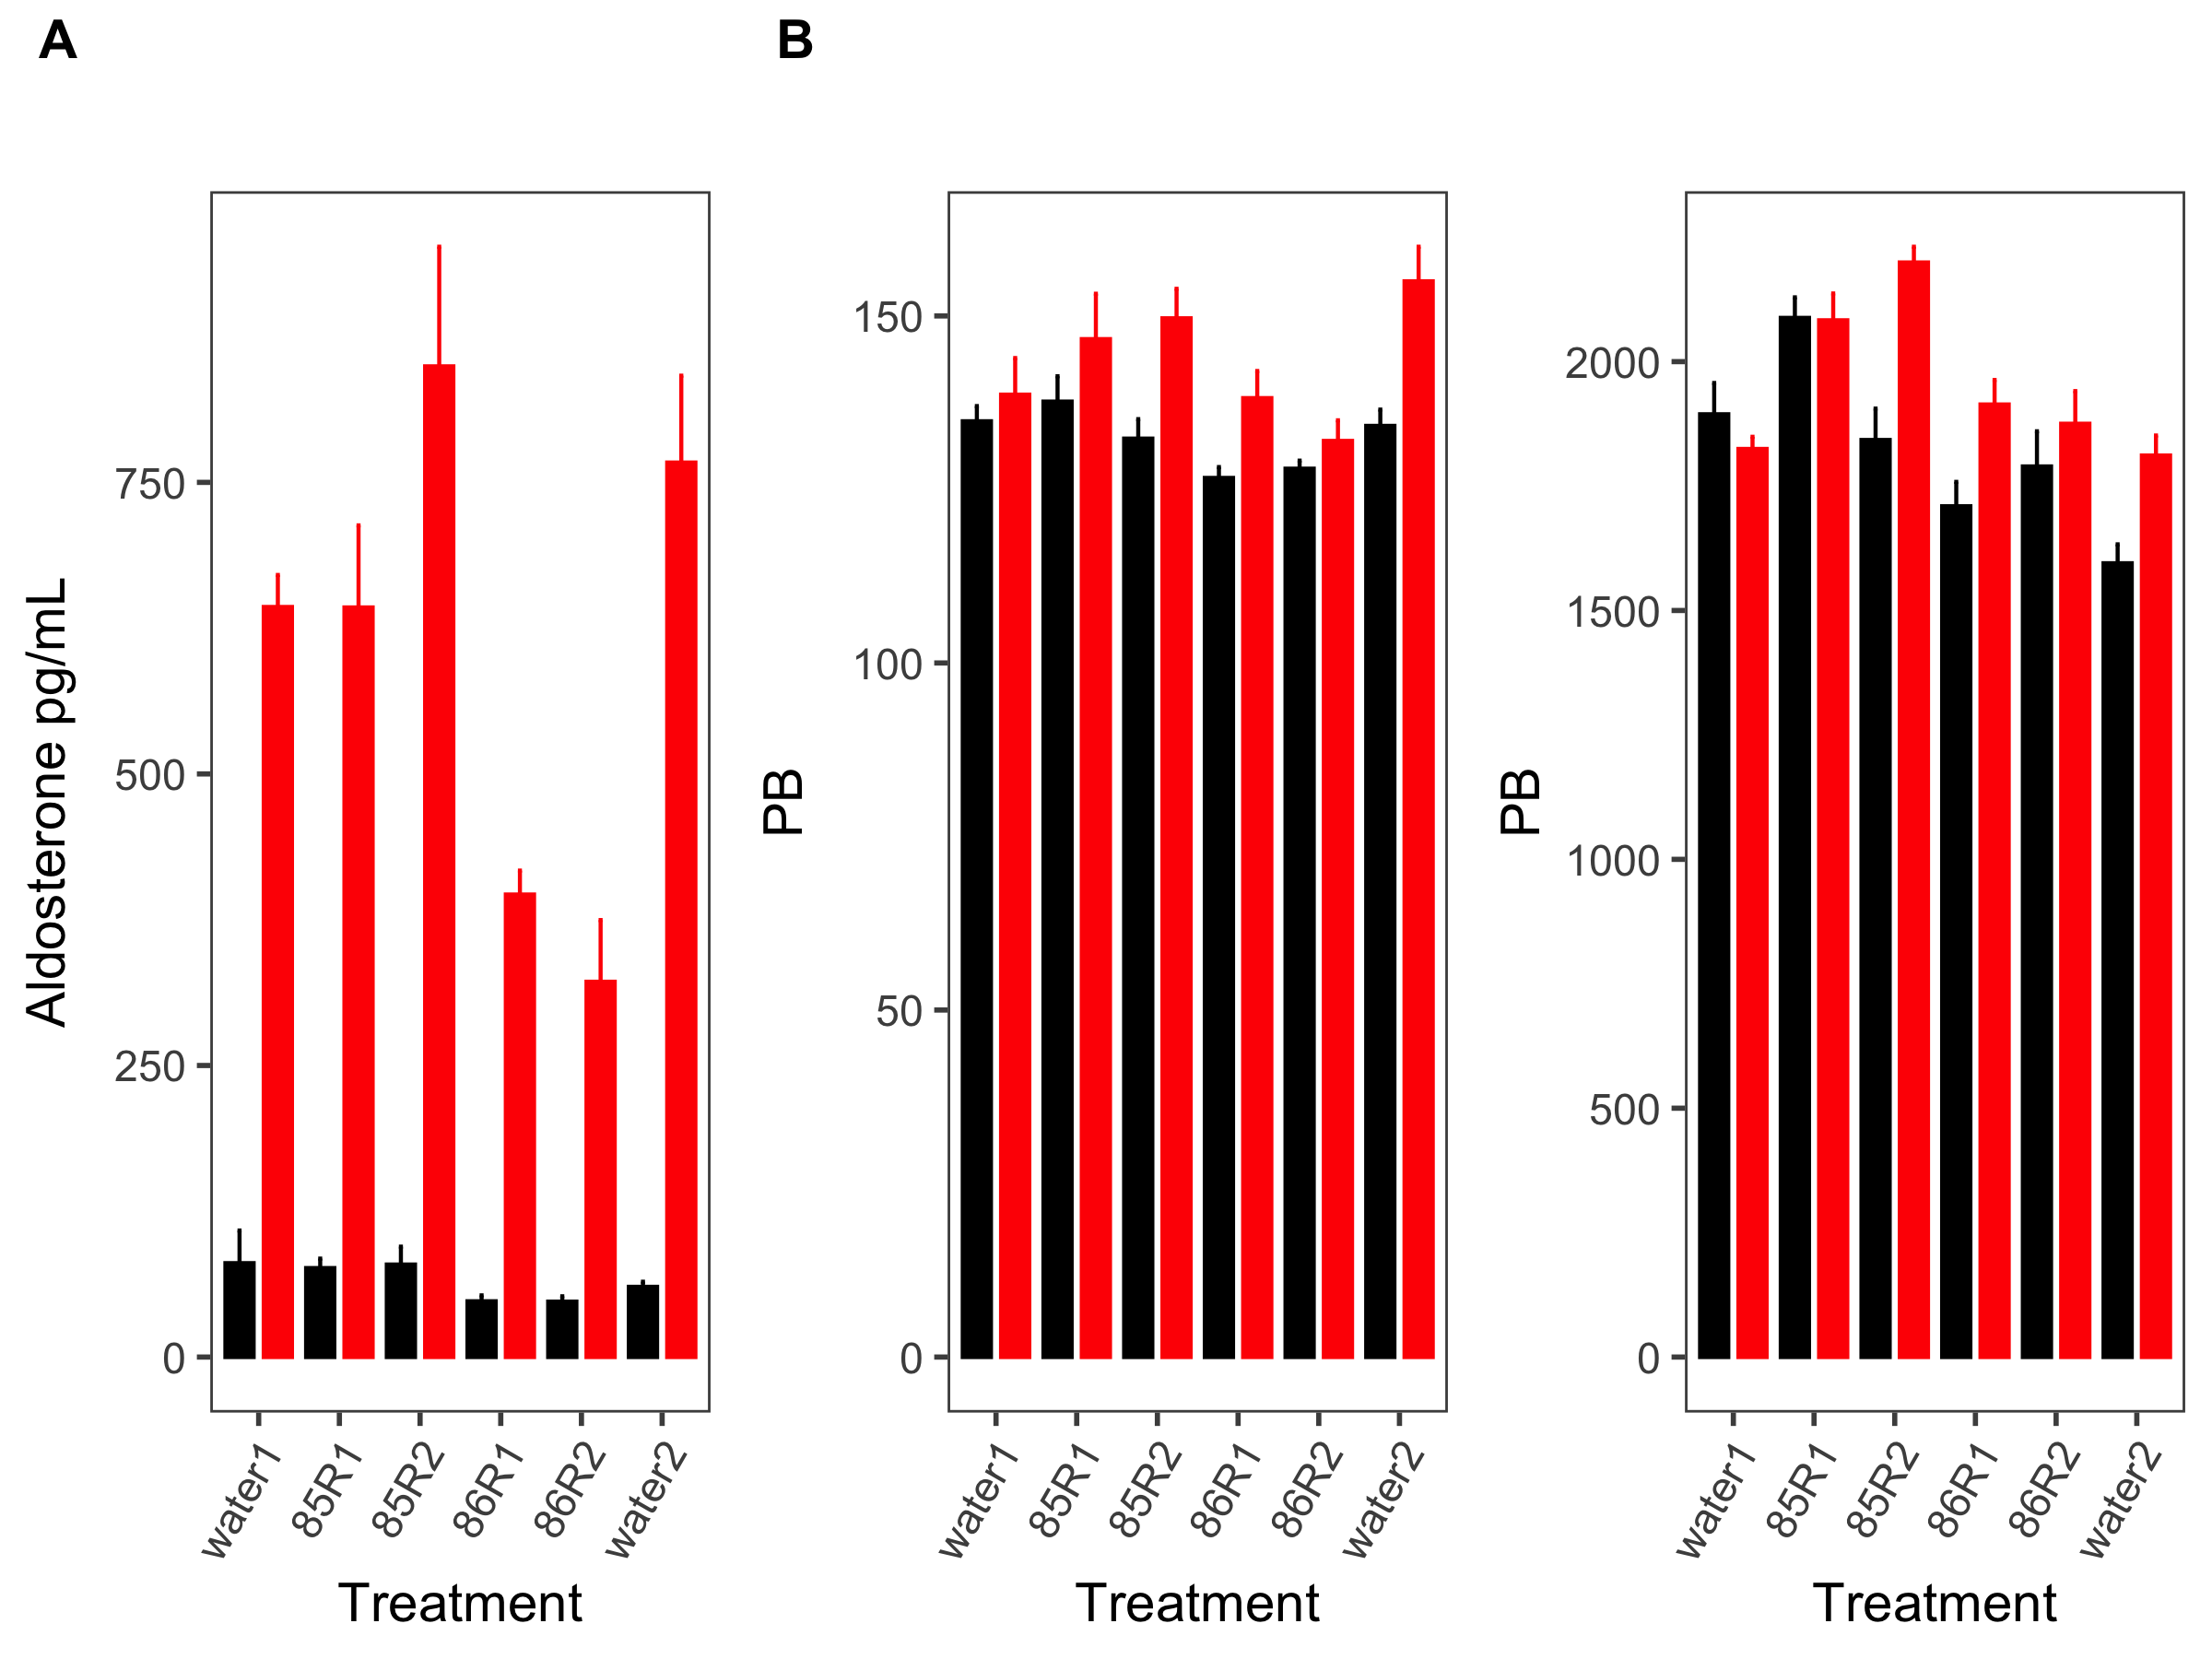 A
B
Aldosterone pg/mL
750
500
250
0
water1
85R1
85R2
86R1
86R2
water2
Treatment
PB
150
100
50
0
water1
85R1
85R2
86R1
86R2
water2
Treatment
PB
2000
1500
1000
500
0
water1
85R1
85R2
86R1
86R2
water2
Treatment